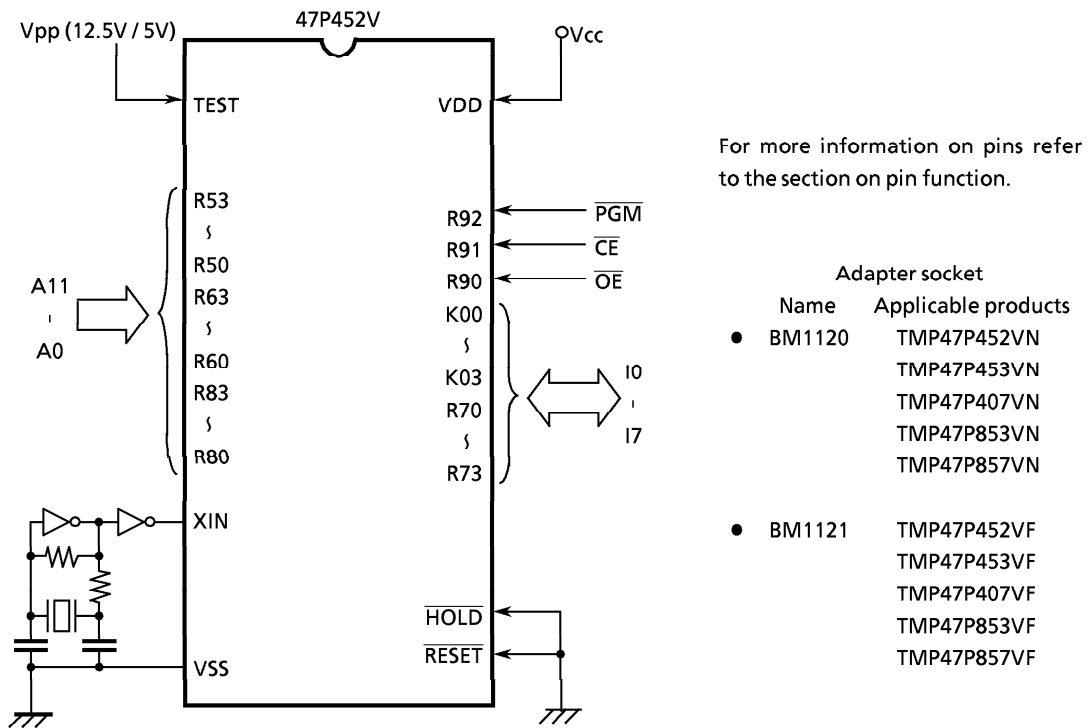 47P452V
Vpp (12.5V / 5V)
Vcc
TEST
VDD
R53
≀
R50
R63
≀
R60
R83
≀
R80
A11
A0
R92
R91
R90
PGM
CE
OE
K00
≀
K03
R70
≀
R73
I0
I7
XIN
VSS
HOLD
RESET
For more information on pins refer
to the section on pin function.
Adapter socket
Name Applicable products
● BM1120 TMP47P452VN
TMP47P453VN
TMP47P407VN
TMP47P853VN
TMP47P857VN
● BM1121 TMP47P452VF
TMP47P453VF
TMP47P407VF
TMP47P853VF
TMP47P857VF